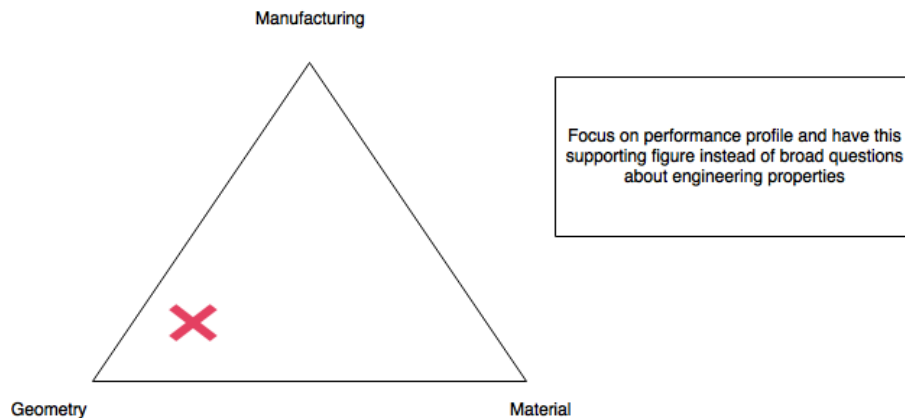 Manufacturing
Focus on performance profile and have this
supporting figure instead of broad questions
about engineering properties
Geometry
Material